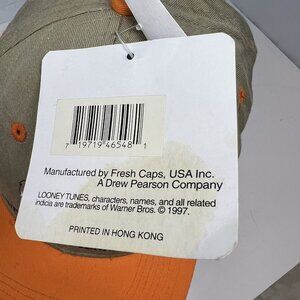 7 19719 46548 1
Manufactured by Fresh Caps, USA Inc.
A Drew Pearson Company
LOONEY TUNES, characters, names, and all related
indicia are trademarks of Warner Bros. © 1997.
PRINTED IN HONG KONG